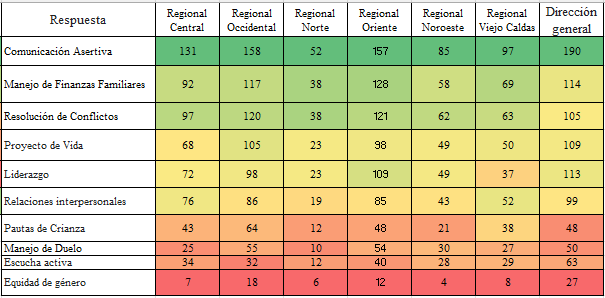 Respuesta Regional Central Regional Occidental Regional Norte Regional Oriente Regional Noroeste Regional Viejo Caldas Dirección general
Comunicación Asertiva 131 158 52 157 85 97 190
Manejo de Finanzas Familiares 92 117 38 128 58 69 114
Resolución de Conflictos 97 120 38 121 62 63 105
Proyecto de Vida 68 105 23 98 49 50 109
Liderazgo 72 98 23 109 49 37 113
Relaciones interpersonales 76 86 19 85 43 52 99
Pautas de Crianza 43 64 12 48 21 38 48
Manejo de Duelo 25 55 10 54 30 27 50
Escucha activa 34 32 12 40 28 29 63
Equidad de género 7 18 6 12 4 8 27